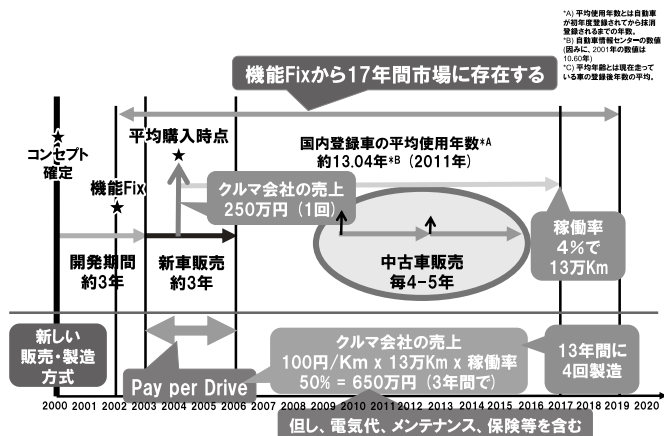 *A) 平均使用年数とは自動車
が初年度登録されてから抹消
登録されるまでの年数。
*B) 自動車情報センターの数値
(因みに、2001年の数値は
10.60年)
*C) 平均年齢とは現在走って
いる車の登録後年数の平均。
機能Fixから17年間市場に存在する
コンセプト
確定
機能Fix
平均購入時点
国内登録車の平均使用年数*A
約13.04年*B（2011年）
クルマ会社の売上
250万円（1回）
開発期間
約3年
新車販売
約3年
中古車販売
毎4-5年
稼働率
4%で
13万Km
新しい
販売・製造
方式
Pay per Drive
クルマ会社の売上
100円/Km x 13万Km x 稼働率
50% = 650万円（3年間で）
13年間に
4回製造
2000 2001 2002 2003 2004 2005 2006 2007 2008 2009 2010 2011 2012 2013 2014 2015 2016 2017 2018 2019 2020
但し、電気代、メンテナンス、保険等を含む